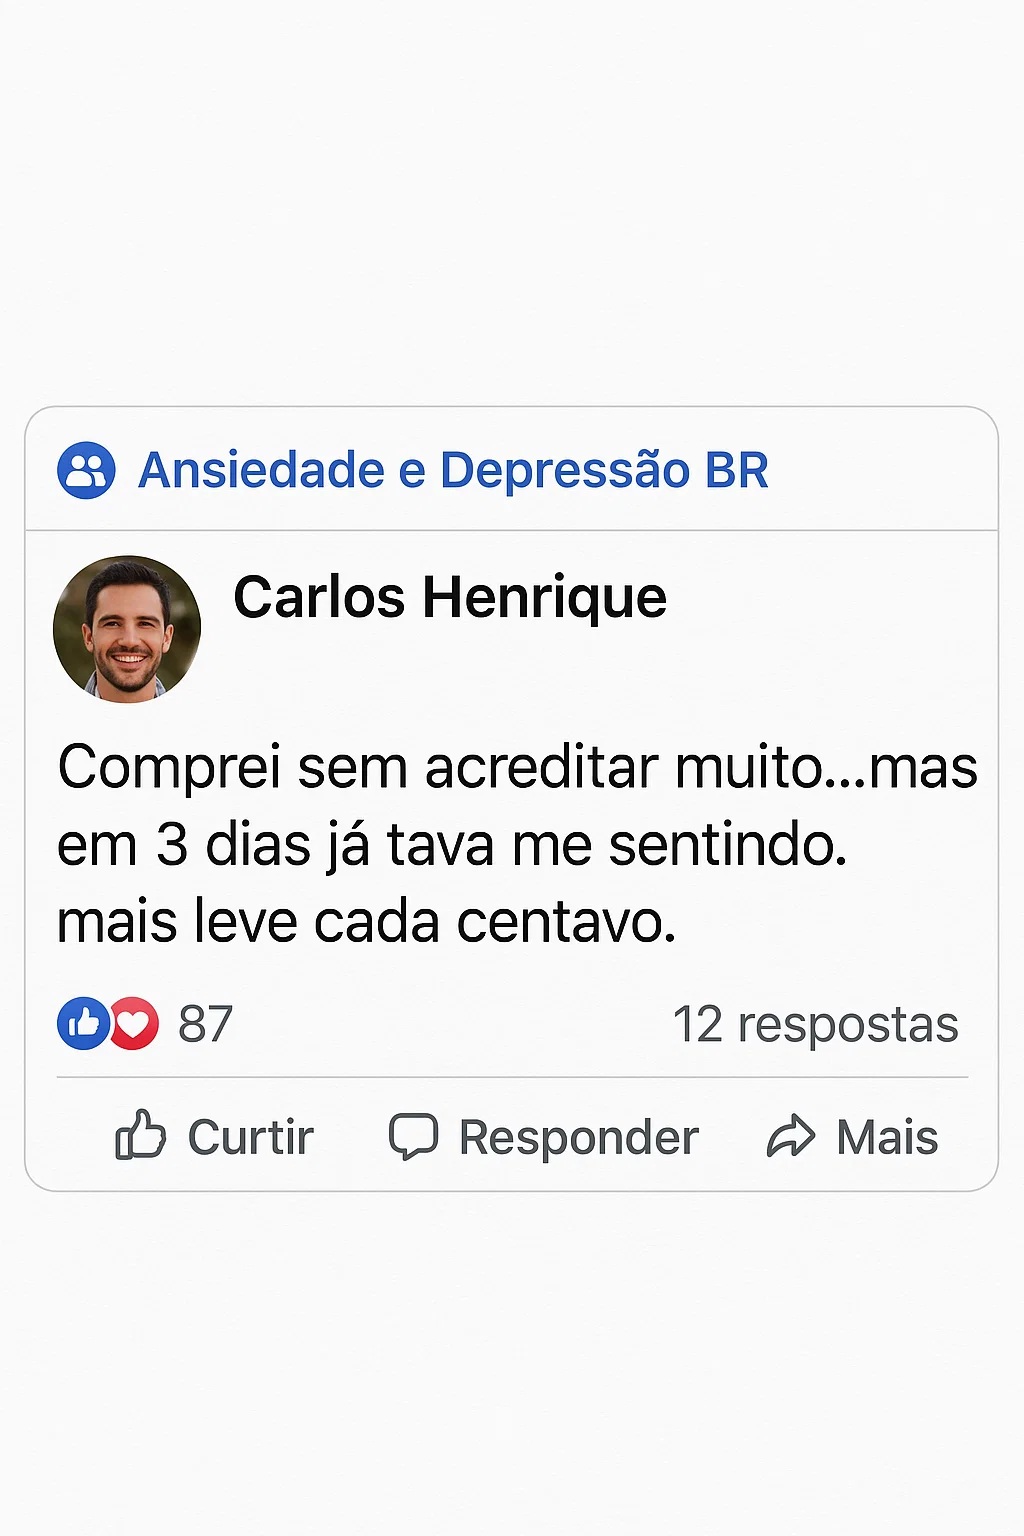 Ansiedade e Depressão BR
Carlos Henrique
Comprei sem acreditar muito...mas
em 3 dias já tava me sentindo.
mais leve cada centavo.
87
12 respostas
Curtir
Responder
Mais